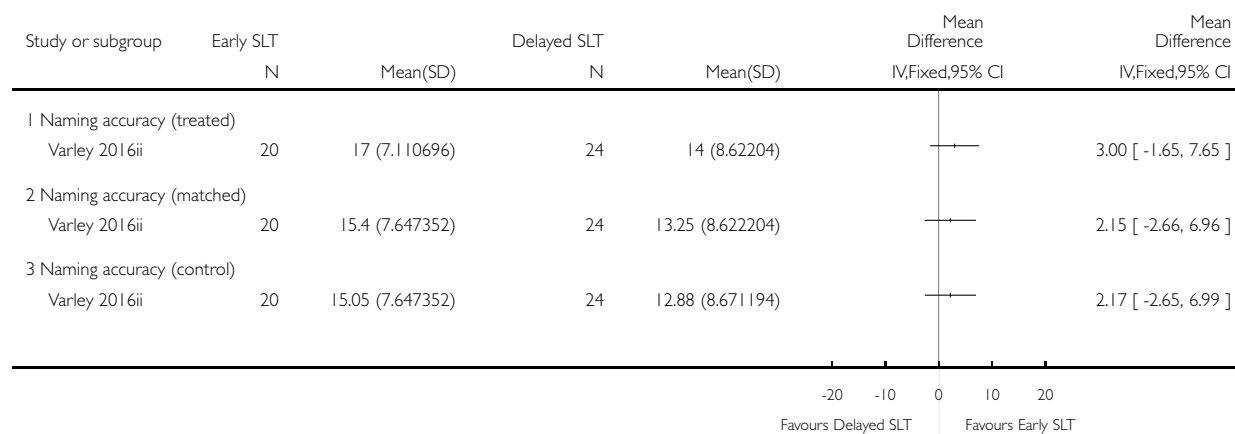 Study or subgroup Early SLT Delayed SLT Mean Difference Mean Difference
N Mean(SD) N Mean(SD) IV,Fixed,95% CI IV,Fixed,95% CI
1 Naming accuracy (treated)
Varley 2016ii 20 17 (7.110696) 24 14 (8.62204) 3.00 [ -1.65, 7.65 ]
2 Naming accuracy (matched)
Varley 2016ii 20 15.4 (7.647352) 24 13.25 (8.622204) 2.15 [ -2.66, 6.96 ]
3 Naming accuracy (control)
Varley 2016ii 20 15.05 (7.647352) 24 12.88 (8.671194) 2.17 [ -2.65, 6.99 ]
-20 -10 0 10 20
Favours Delayed SLT Favours Early SLT